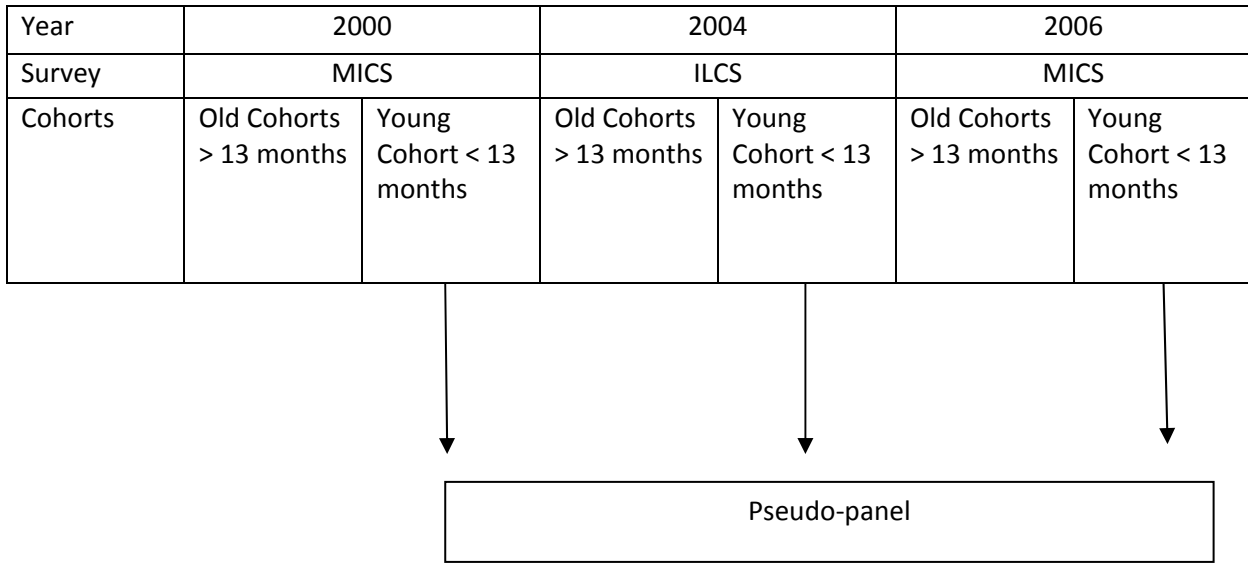 Year 2000 2004 2006
Survey MICS ILCS MICS
Cohorts Old Cohorts Young Old Cohorts Young Old Cohorts Young
> 13 months Cohort < 13 > 13 months Cohort < 13 > 13 months Cohort < 13
months months months
Pseudo-panel